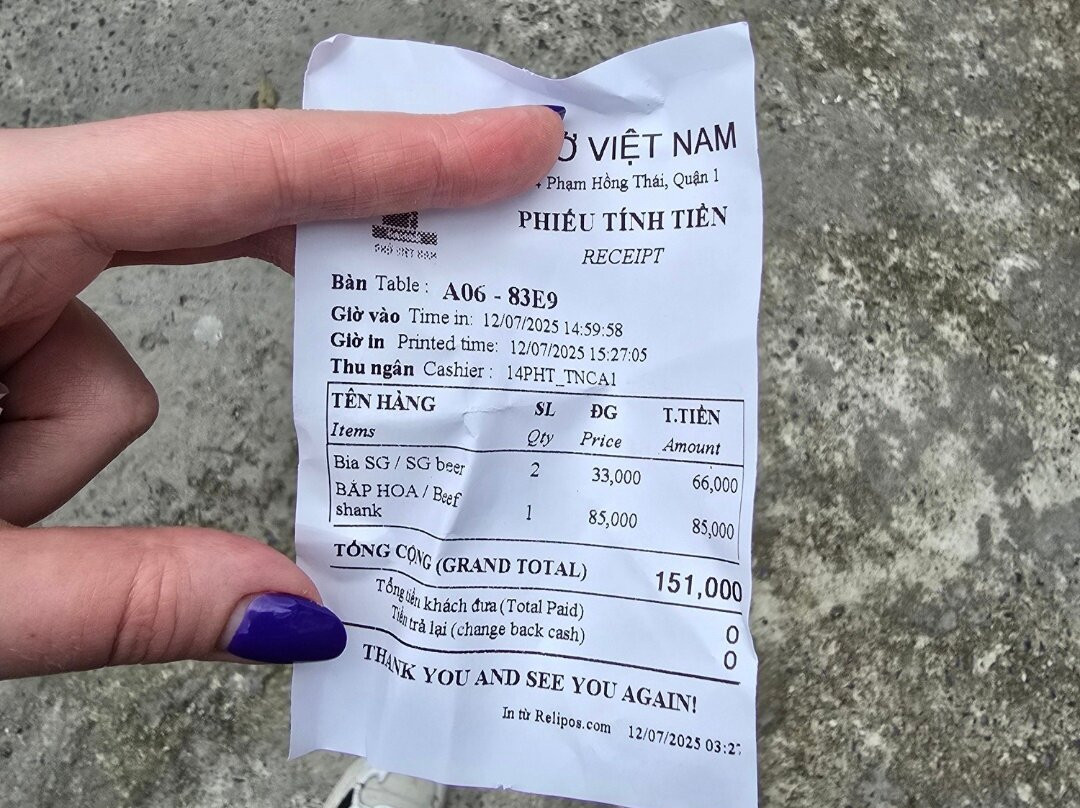 Ở VIỆT NAM
Phạm Hồng Thái, Quận 1
PHIẾU TÍNH TIỀN
RECEIPT
PHỞ VIỆT NAM
Bàn Table : A06 - 83E9
Giờ vào Time in: 12/07/2025 14:59:58
Giờ in Printed time: 12/07/2025 15:27:05
Thu ngân Cashier : 14PHT_TNCA1
TÊN HÀNG SL ĐG T.TIỀN
Items Qty Price Amount
Bia SG / SG beer 2 33,000 66,000
BẮP HOA / Beef
shank 1 85,000 85,000
TỔNG CỘNG (GRAND TOTAL) 151,000
Tổng tiền khách đưa (Total Paid) 0
Tiền trả lại (change back cash) 0
THANK YOU AND SEE YOU AGAIN!
In từ Relipos.com 12/07/2025 03:27